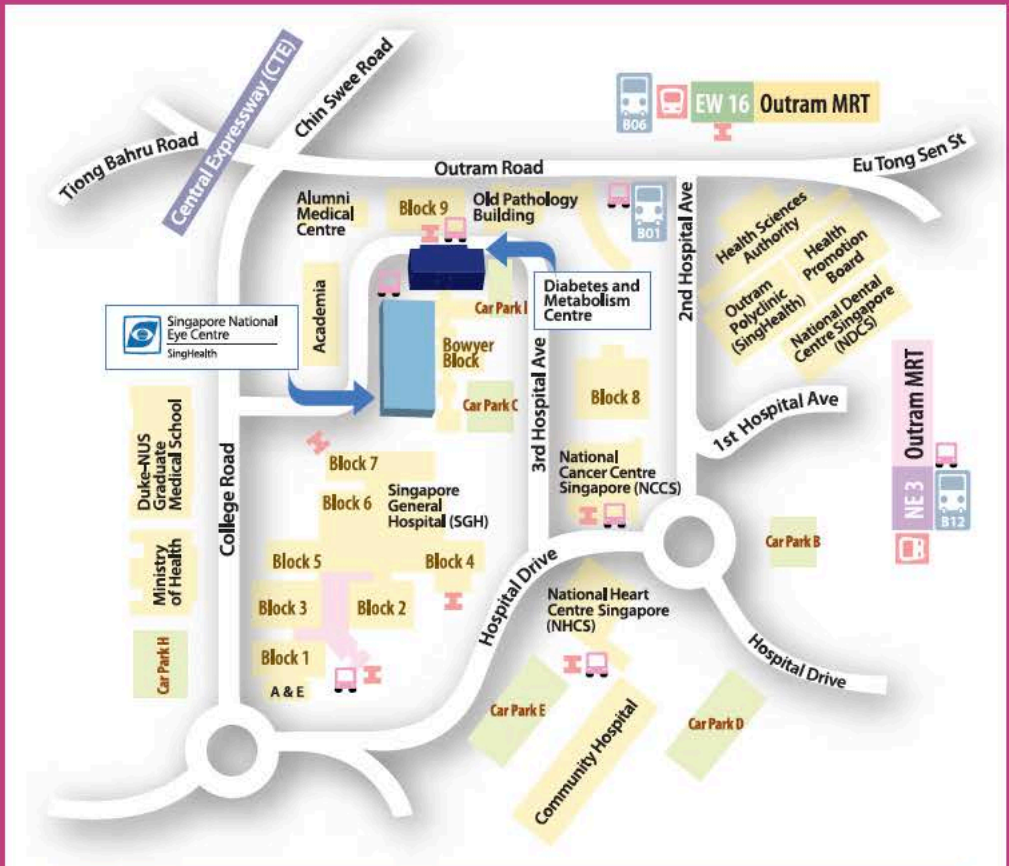 Central Expressway (CTE)
Chin Swee Road
Tiong Bahru Road
B06
EW 16
Outram MRT
Outram Road
Eu Tong Sen St
Alumni
Medical
Centre
Block 9
Old Pathology
Building
B01
2nd Hospital Ave
Health Sciences
Authority
Health
Promotion
Board
Outram
Polyclinic
(SingHealth)
National Dental
Centre Singapore
(NDCS)
Diabetes and
Metabolism
Centre
Car Park I
Singapore National
Eye Centre
SingHealth
Academia
Bowyer
Block
Car Park C
3rd Hospital Ave
Block 8
1st Hospital Ave
Outram MRT
NE 3
B12
Duke-NUS
Graduate
Medical School
College Road
Block 7
Block 6
Singapore
General
Hospital (SGH)
National
Cancer Centre
Singapore (NCCS)
Car Park B
Ministry
of Health
Block 5
Block 4
Block 3
Block 2
Hospital Drive
National Heart
Centre Singapore
(NHCS)
Hospital Drive
Car Park H
Block 1
A & E
Car Park E
Community Hospital
Car Park D